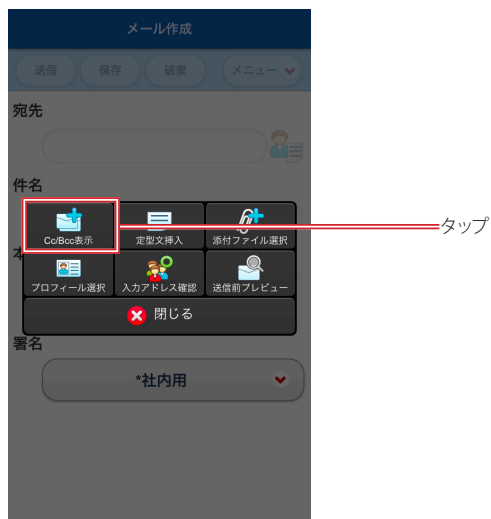 メール作成
送信 保存 破棄 メニュー
宛先
件名
Cc/Bcc表示 定型文挿入 添付ファイル選択
タップ
本
プロフィール選択 入力アドレス確認 送信前プレビュー
閉じる
署名
*社内用